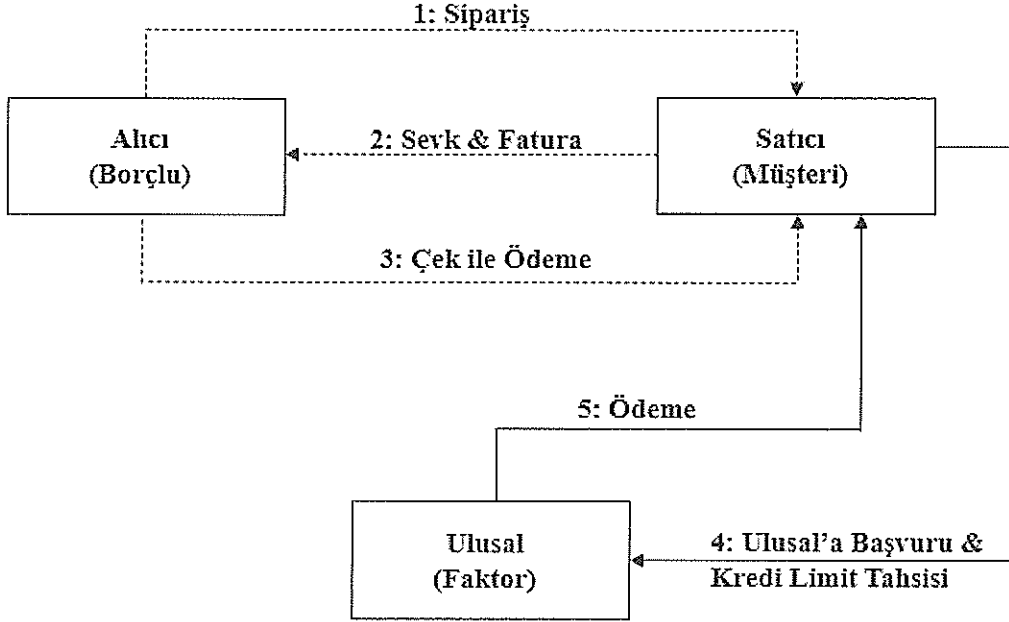 1: Sipariş
Alıcı
(Borçlu)
2: Sevk & Fatura
Satıcı
(Müşteri)
3: Çek ile Ödeme
5: Ödeme
Ulusal
(Faktor)
4: Ulusal’a Başvuru &
Kredi Limit Tahsisi